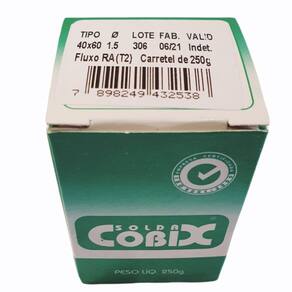 TIPO Ø LOTE FAB. VAL'D
40x60 1.5 306 06/21 Indet.
Fluxo RA(T2) Carretel de 250g
7 898249 432538
SOLDA
COBIX
PESO LIQ. 250g